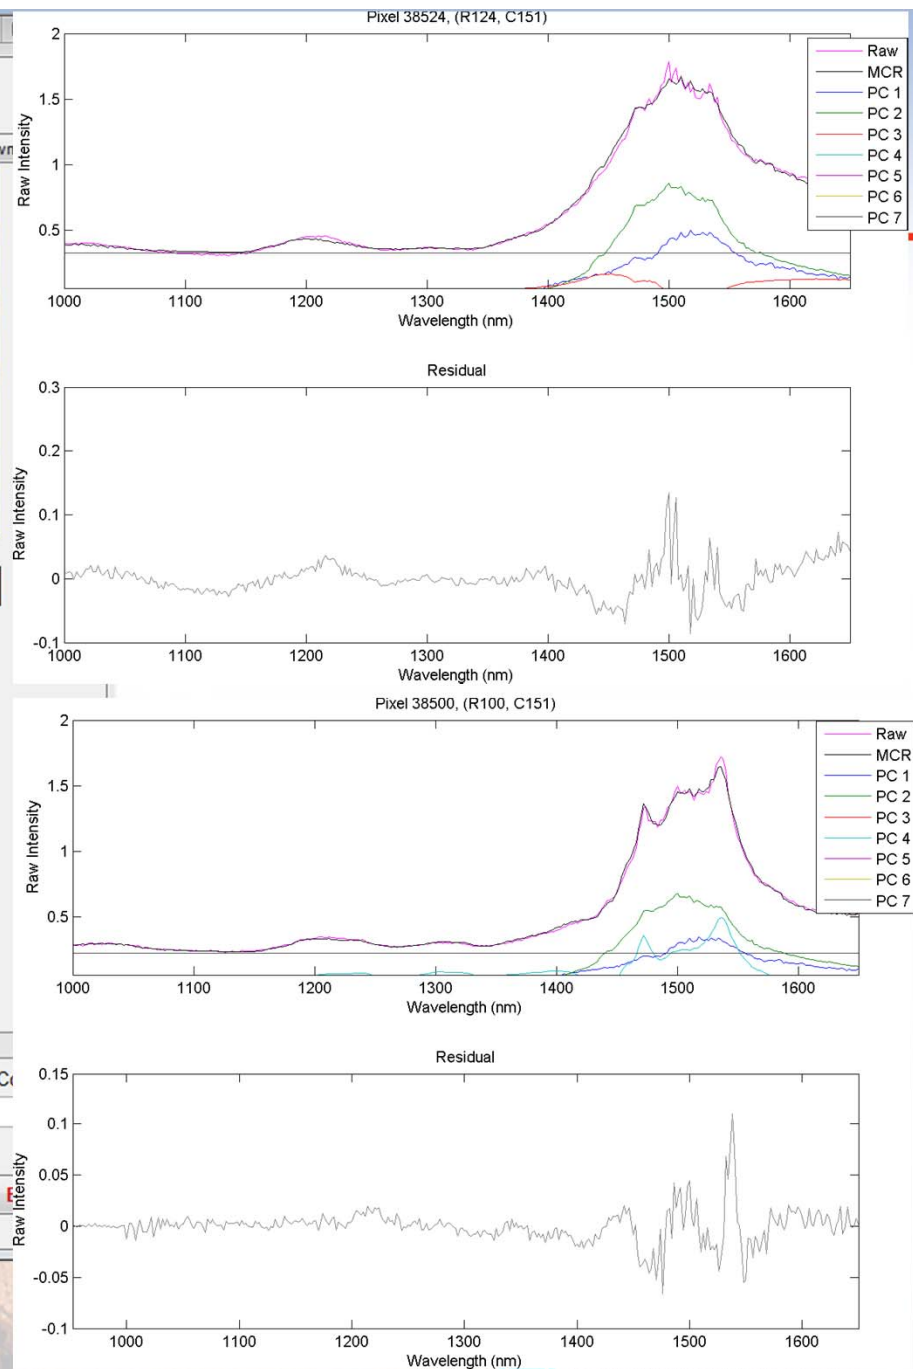 Pixel 38524, (R124, C151)
2
1.5
1
0.5
Raw Intensity
1000 1100 1200 1300 1400 1500 1600
Wavelength (nm)
Raw
MCR
PC 1
PC 2
PC 3
PC 4
PC 5
PC 6
PC 7
Residual
0.3
0.2
0.1
0
-0.1
Raw Intensity
1000 1100 1200 1300 1400 1500 1600
Wavelength (nm)
Pixel 38500, (R100, C151)
2
1.5
1
0.5
Raw Intensity
1000 1100 1200 1300 1400 1500 1600
Wavelength (nm)
Raw
MCR
PC 1
PC 2
PC 3
PC 4
PC 5
PC 6
PC 7
Residual
0.15
0.1
0.05
0
-0.05
-0.1
Raw Intensity
1000 1100 1200 1300 1400 1500 1600
Wavelength (nm)